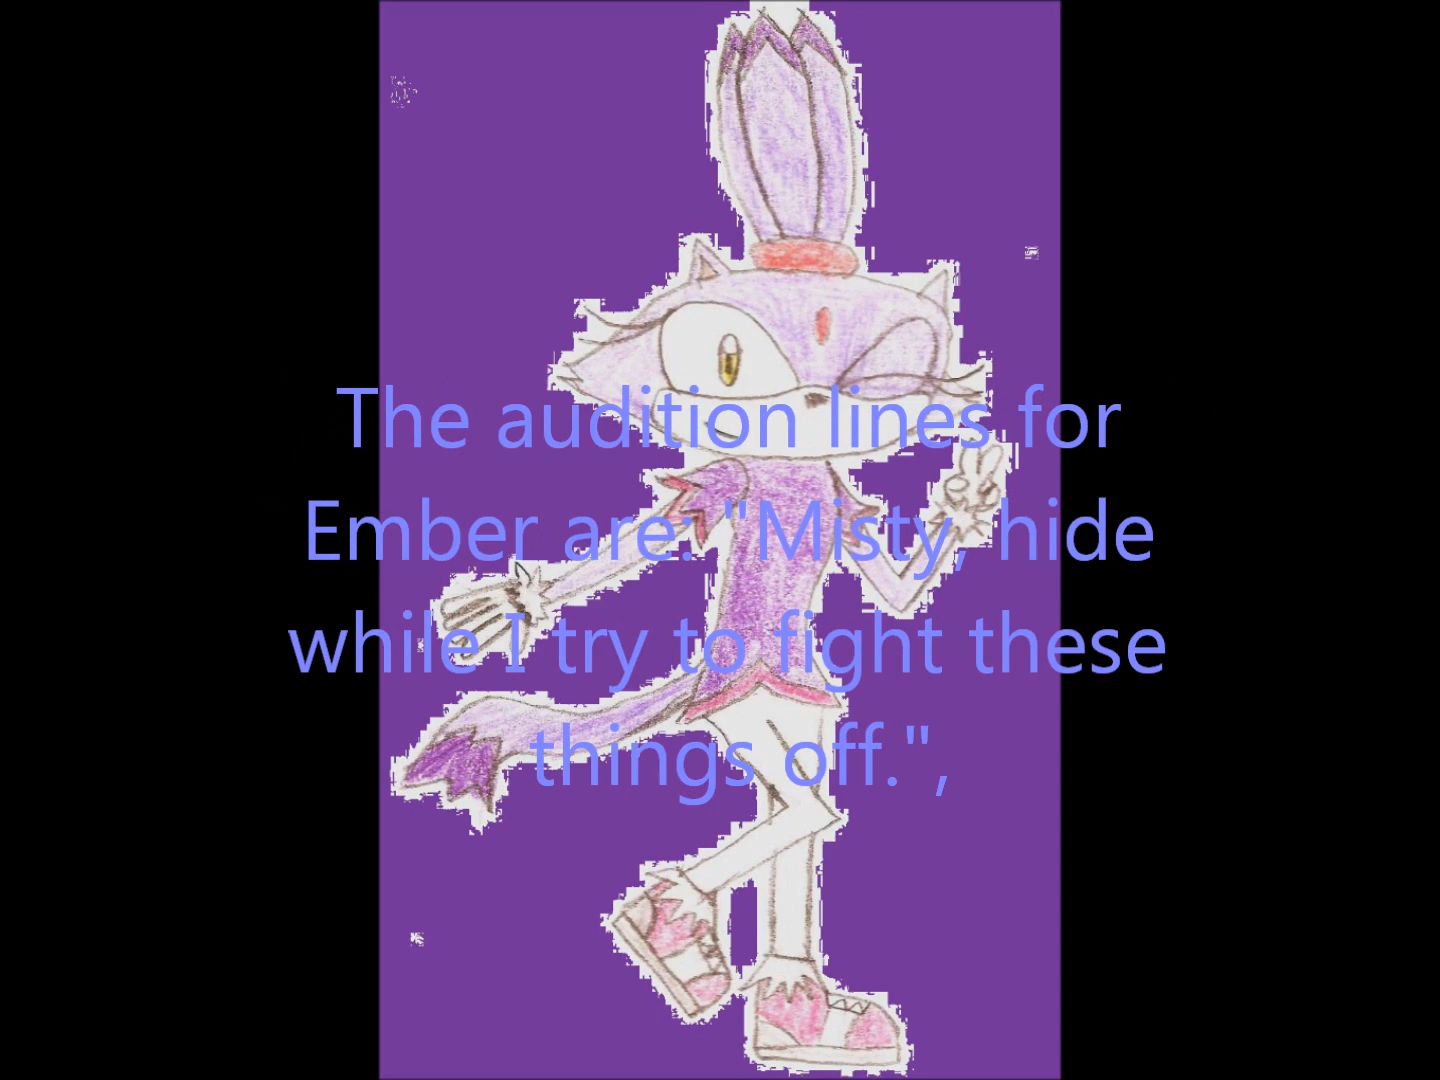 The audition lines for
Ember are: "Misty, hide
while I try to fight these
things off.",